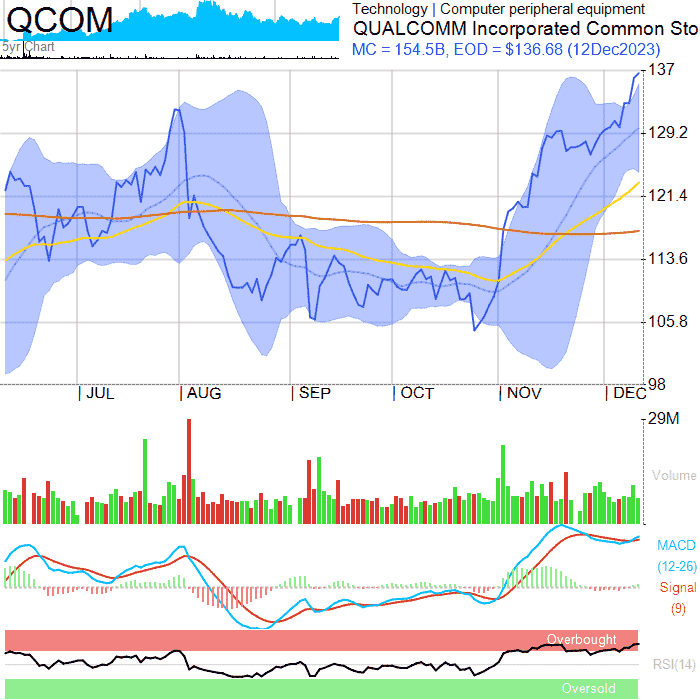 QCOM
5yr Chart
Technology | Computer peripheral equipment
QUALCOMM Incorporated Common Sto
MC = 154.5B, EOD = $136.68 (12Dec2023)
137
129.2
121.4
113.6
105.8
98
| JUL | AUG | SEP | OCT | NOV | DEC
29M
Volume
MACD
(12-26)
Signal
(9)
Overbought
RSI(14)
Oversold